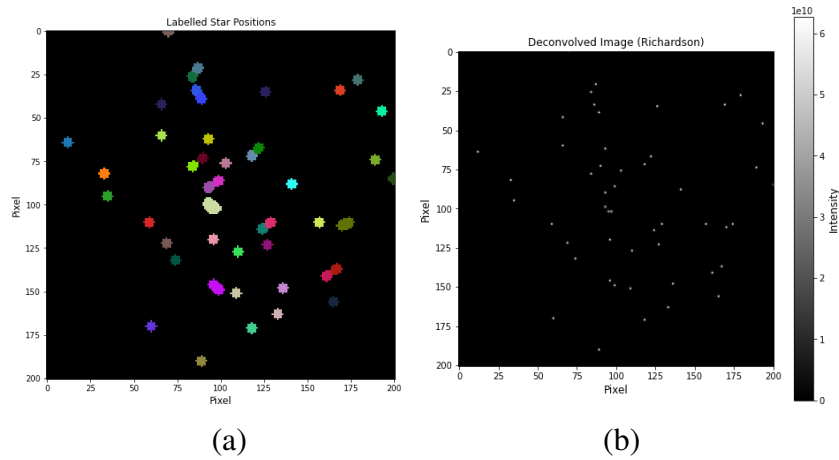 Labelled Star Positions
0
25
50
75
100
125
150
175
200
Pixel
0 25 50 75 100 125 150 175 200
Pixel
(a)
Deconvolved Image (Richardson)
0
25
50
75
100
125
150
175
200
Pixel
0 25 50 75 100 125 150 175 200
Pixel
(b)
1e10
6
5
4
3
2
1
0
Intensity